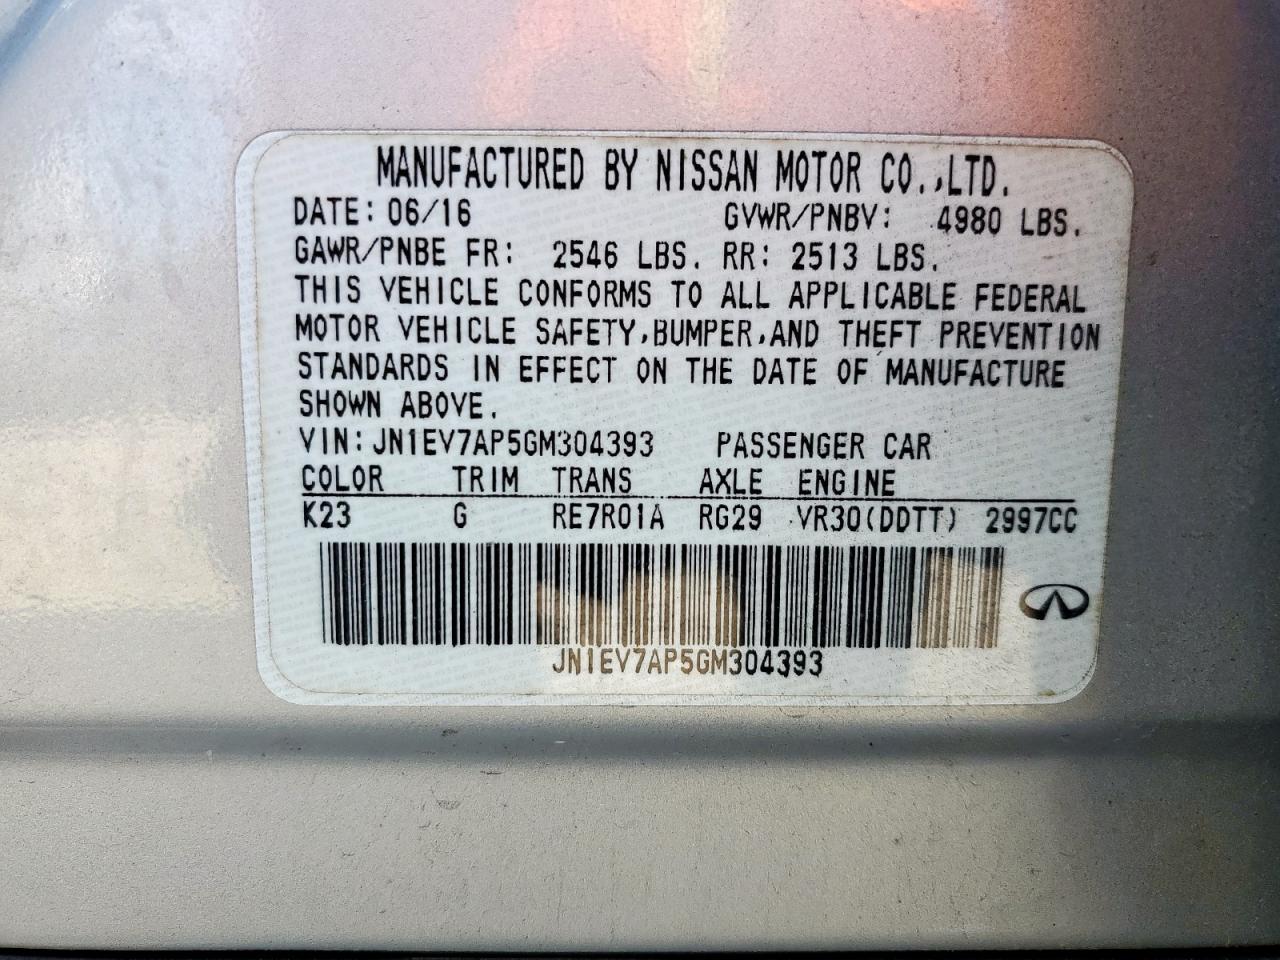 MANUFACTURED BY NISSAN MOTOR CO.,LTD.
DATE: 06/16 GVWR/PNBV: 4980 LBS.
GAWR/PNBE FR: 2546 LBS. RR: 2513 LBS.
THIS VEHICLE CONFORMS TO ALL APPLICABLE FEDERAL
MOTOR VEHICLE SAFETY,BUMPER,AND THEFT PREVENTION
STANDARDS IN EFFECT ON THE DATE OF MANUFACTURE
SHOWN ABOVE.
VIN: JN1EV7AP5GM304393 PASSENGER CAR
COLOR TRIM TRANS AXLE ENGINE
K23 G RE7R01A RG29 VR30(DDTT) 2997CC
JN1EV7AP5GM304393